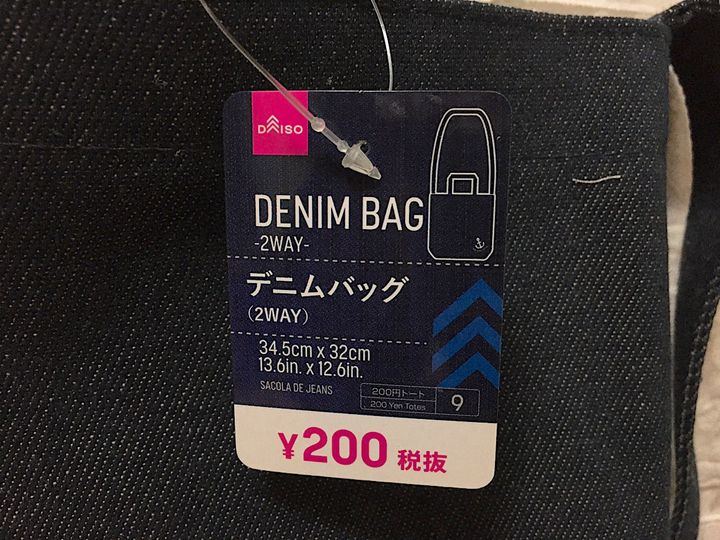 DAISO
DENIM BAG
-2WAY-
デニムバッグ
(2WAY)
34.5cm x 32cm
13.6in. x 12.6in.
SACOLA DE JEANS
200円トート
200 Yen Totes
9
¥200 税抜